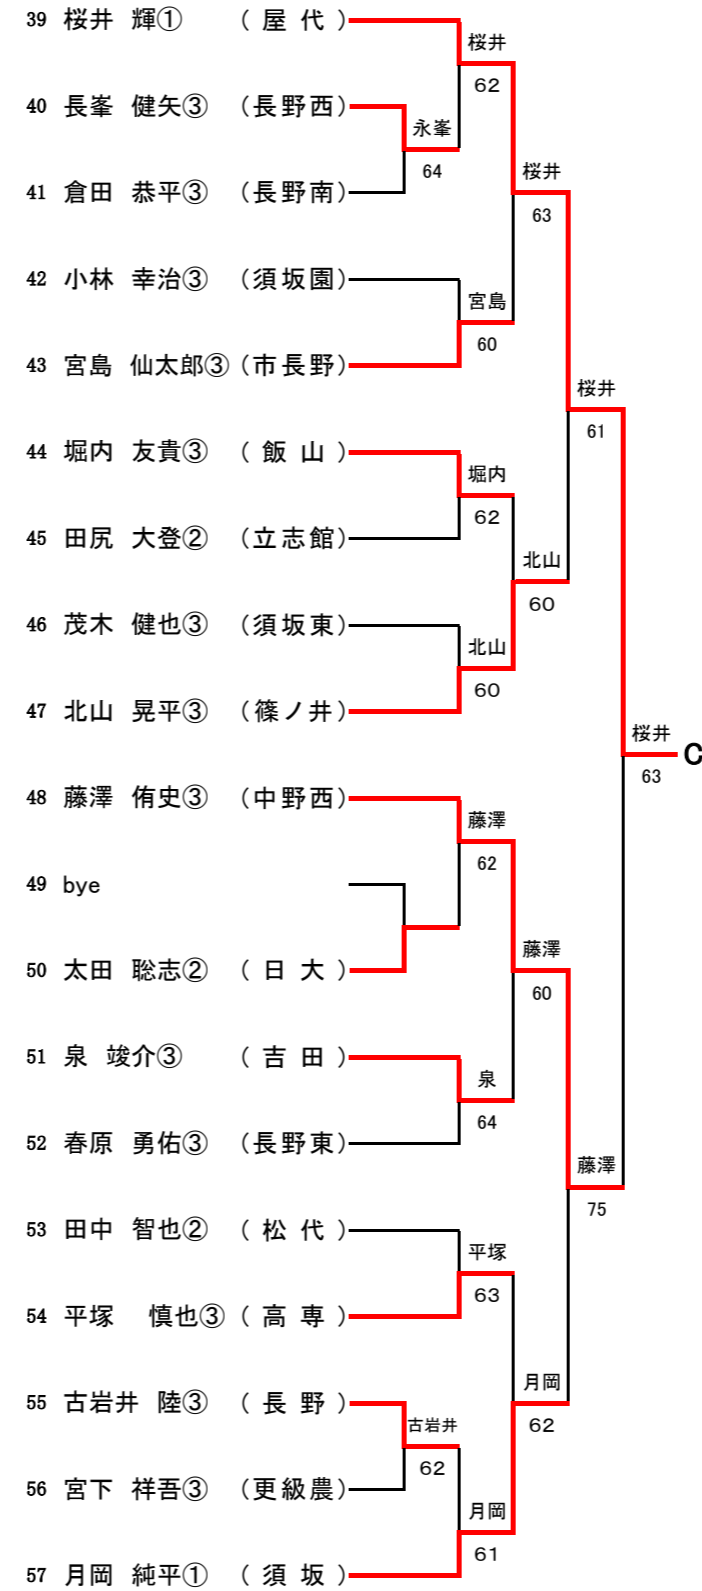 39 桜井 輝① (屋代)
桜井
62
40 長峯 健矢③ (長野西)
永峯
64
桜井
63
41 倉田 恭平③ (長野南)
42 小林 幸治③ (須坂園)
宮島
60
43 宮島 仙太郎③ (市長野)
桜井
61
44 堀内 友貴③ (飯山)
堀内
62
45 田尻 大登② (立志館)
北山
60
46 茂木 健也③ (須坂東)
北山
60
47 北山 晃平③ (篠ノ井)
桜井 C
63
48 藤澤 侑史③ (中野西)
藤澤
62
49 bye
藤澤
60
50 太田 聡志② (日大)
51 泉 竣介③ (吉田)
泉
64
52 春原 勇佑③ (長野東)
藤澤
75
53 田中 智也② (松代)
平塚
63
54 平塚 慎也③ (高専)
月岡
62
55 古岩井 陸③ (長野)
古岩井
62
56 宮下 祥吾③ (更級農)
月岡
61
57 月岡 純平① (須坂)